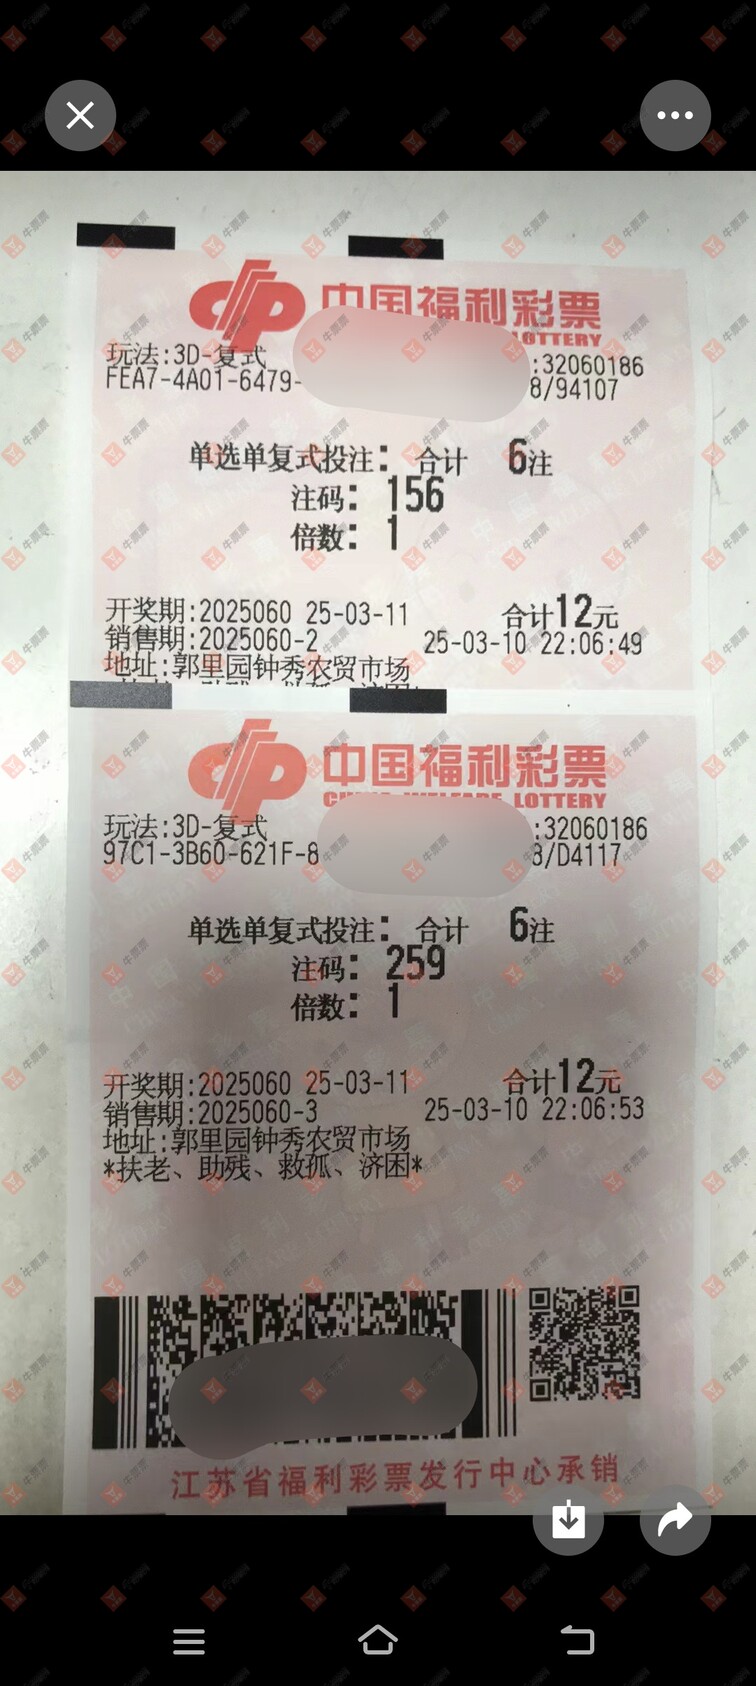 中国福利彩票
LOTTERY
玩法:3D-复式
:32060186
FEA7-4A01-6479-
8/94107
单选单复式投注: 合计 6注
注码: 156
倍数: 1
开奖期:2025060 25-03-11 合计12元
销售期:2025060-2 25-03-10 22:06:49
地址:郭里园钟秀农贸市场
中国福利彩票
CHINA WELFARE LOTTERY
玩法:3D-复式
:32060186
97C1-3B60-621F-8
8/D4117
单选单复式投注: 合计 6注
注码: 259
倍数: 1
开奖期:2025060 25-03-11 合计12元
销售期:2025060-3 25-03-10 22:06:53
地址:郭里园钟秀农贸市场
*扶老、助残、救孤、济困*
江苏省福利彩票发行中心承销
牛票票